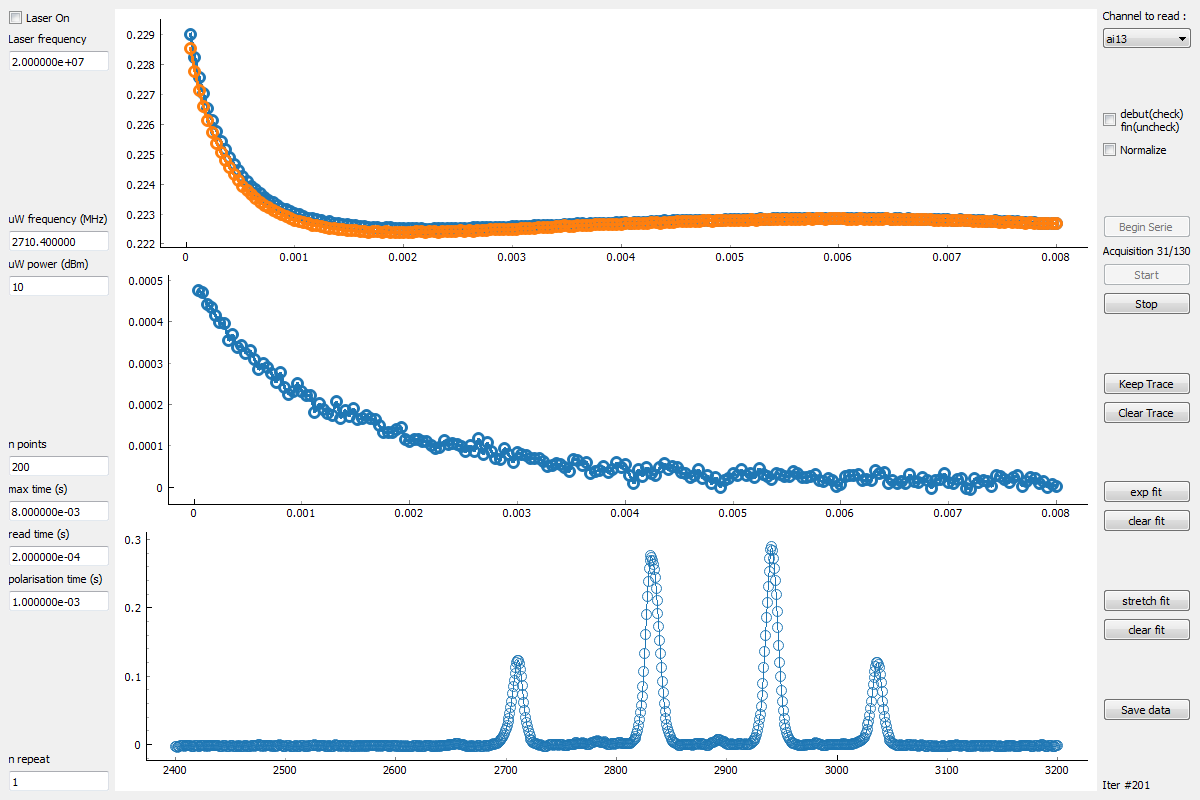 Laser On
Laser frequency
2.000000e+07
uW frequency (MHz)
2710.400000
uW power (dBm)
10
n points
200
max time (s)
8.000000e-03
read time (s)
2.000000e-04
polarisation time (s)
1.000000e-03
n repeat
1
0.229
0.228
0.227
0.226
0.225
0.224
0.223
0.222
0 0.001 0.002 0.003 0.004 0.005 0.006 0.007 0.008
0.0005
0.0004
0.0003
0.0002
0.0001
0
0 0.001 0.002 0.003 0.004 0.005 0.006 0.007 0.008
0.3
0.2
0.1
0
2400 2500 2600 2700 2800 2900 3000 3100 3200
Channel to read :
ai13
debut(check)
fin(uncheck)
Normalize
Begin Serie
Acquisition 31/130
Start
Stop
Keep Trace
Clear Trace
exp fit
clear fit
stretch fit
clear fit
Save data
Iter #201